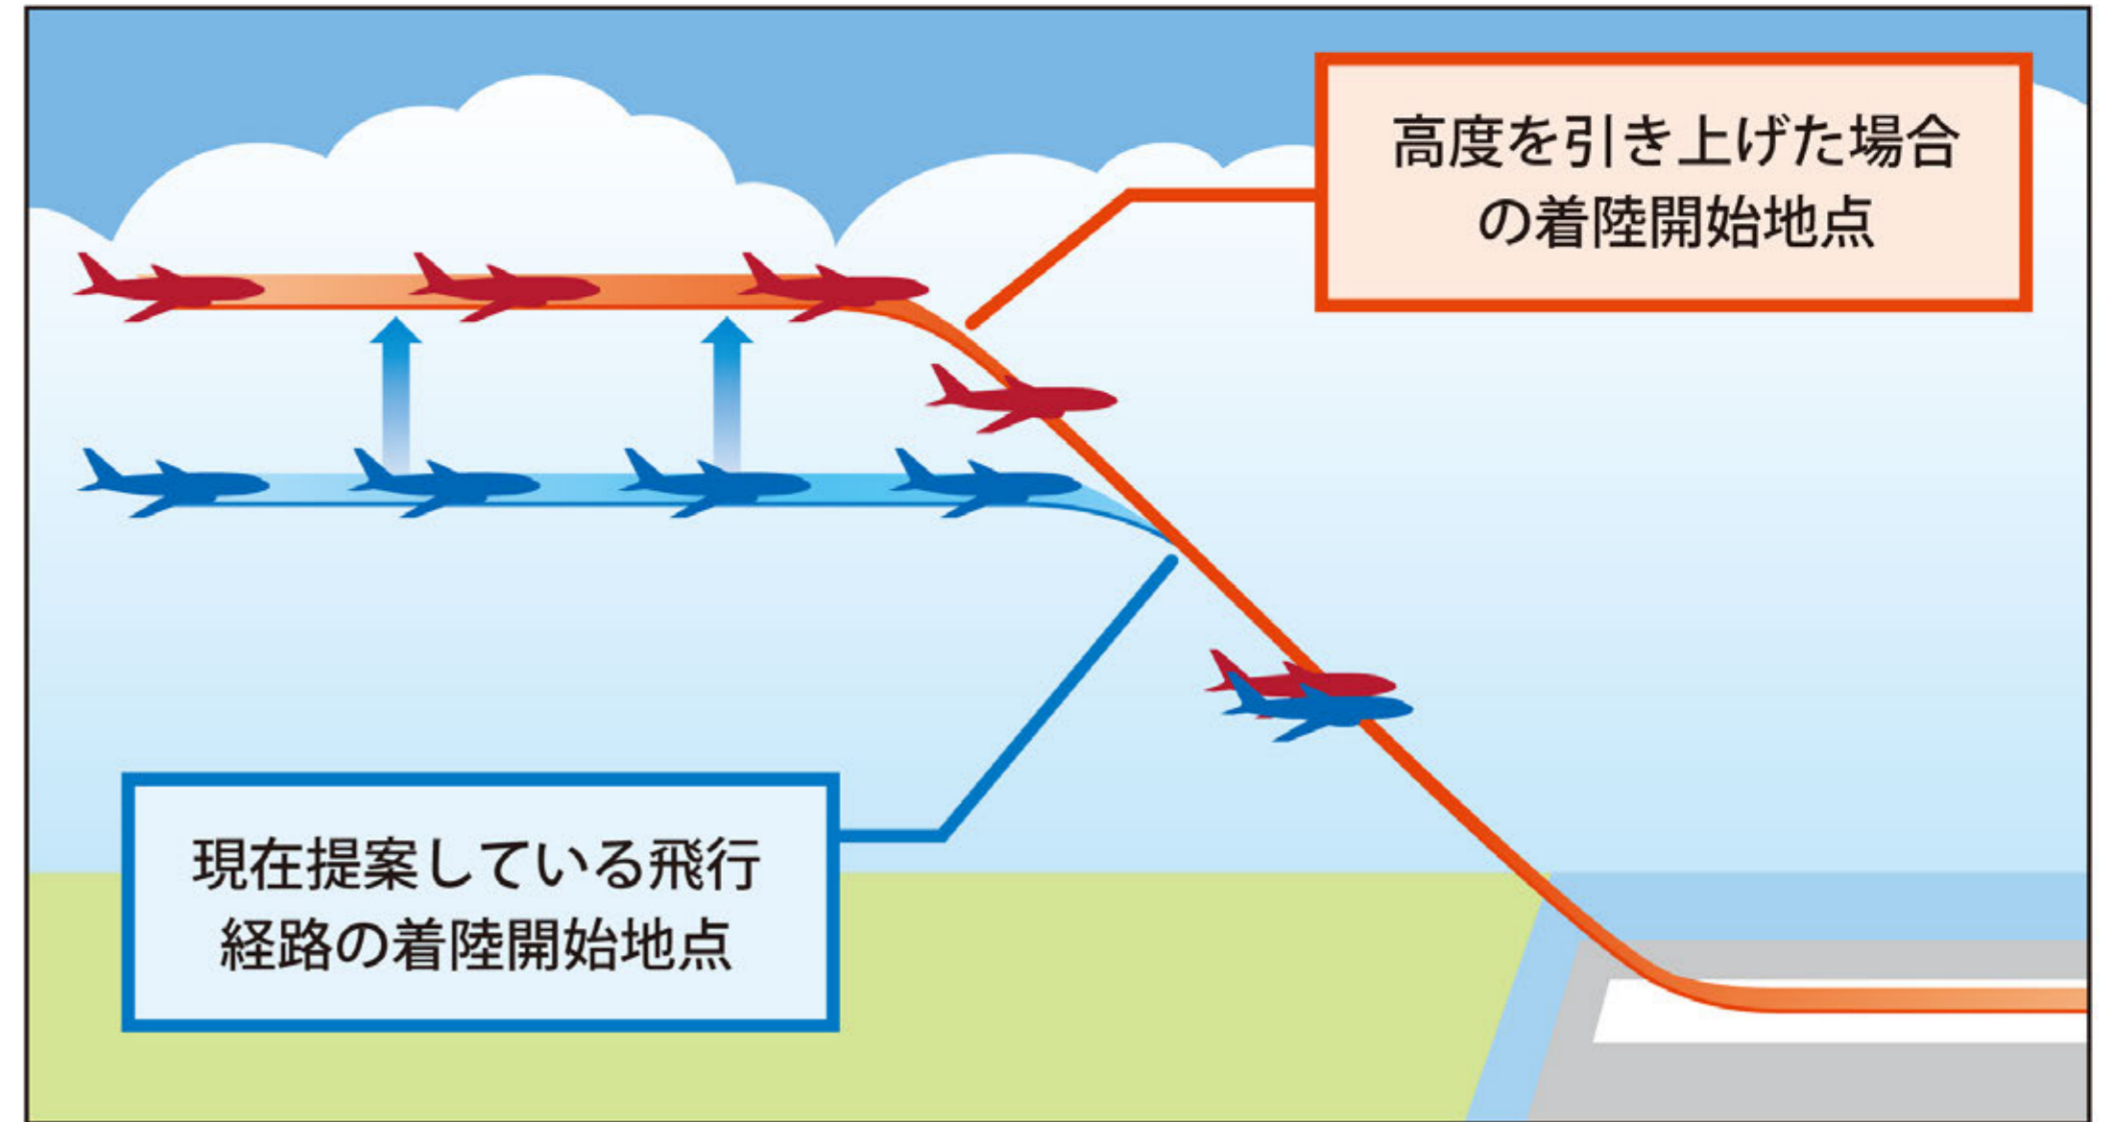 高度を引き上げた場合
の着陸開始地点
現在提案している飛行
経路の着陸開始地点